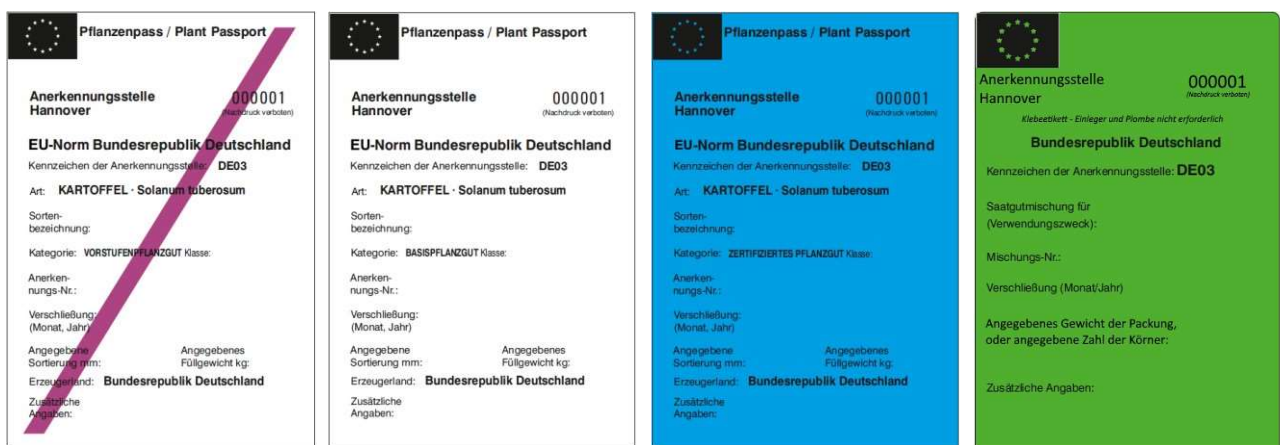 Pflanzenpass / Plant Passport
Anerkennungsstelle
Hannover
000001
(Nachdruck verboten)
EU-Norm Bundesrepublik Deutschland
Kennzeichen der Anerkennungsstelle: DE03
Art: KARTOFFEL · Solanum tuberosum
Sorten-
bezeichnung:
Kategorie: VORSTUFENPFLANZGUT Klasse:
Anerken-
nungs-Nr.:
Verschließung:
(Monat, Jahr)
Angegebene
Sortierung mm:
Angegebenes
Füllgewicht kg:
Erzeugerland: Bundesrepublik Deutschland
Zusätzliche
Angaben:
Pflanzenpass / Plant Passport
Anerkennungsstelle
Hannover
000001
(Nachdruck verboten)
EU-Norm Bundesrepublik Deutschland
Kennzeichen der Anerkennungsstelle: DE03
Art: KARTOFFEL · Solanum tuberosum
Sorten-
bezeichnung:
Kategorie: BASISPFLANZGUT Klasse:
Anerken-
nungs-Nr.:
Verschließung:
(Monat, Jahr)
Angegebene
Sortierung mm:
Angegebenes
Füllgewicht kg:
Erzeugerland: Bundesrepublik Deutschland
Zusätzliche
Angaben:
Pflanzenpass / Plant Passport
Anerkennungsstelle
Hannover
000001
(Nachdruck verboten)
EU-Norm Bundesrepublik Deutschland
Kennzeichen der Anerkennungsstelle: DE03
Art: KARTOFFEL · Solanum tuberosum
Sorten-
bezeichnung:
Kategorie: ZERTIFIZIERTES PFLANZGUT Klasse:
Anerken-
nungs-Nr.:
Verschließung:
(Monat, Jahr)
Angegebene
Sortierung mm:
Angegebenes
Füllgewicht kg:
Erzeugerland: Bundesrepublik Deutschland
Zusätzliche
Angaben:
Anerkennungsstelle
Hannover
000001
(Nachdruck verboten)
Klebeetikett - Einleger und Plombe nicht erforderlich
Bundesrepublik Deutschland
Kennzeichen der Anerkennungsstelle: DE03
Saatgutmischung für
(Verwendungszweck):
Mischungs-Nr.:
Verschließung (Monat/Jahr)
Angegebenes Gewicht der Packung,
oder angegebene Zahl der Körner:
Zusätzliche Angaben: